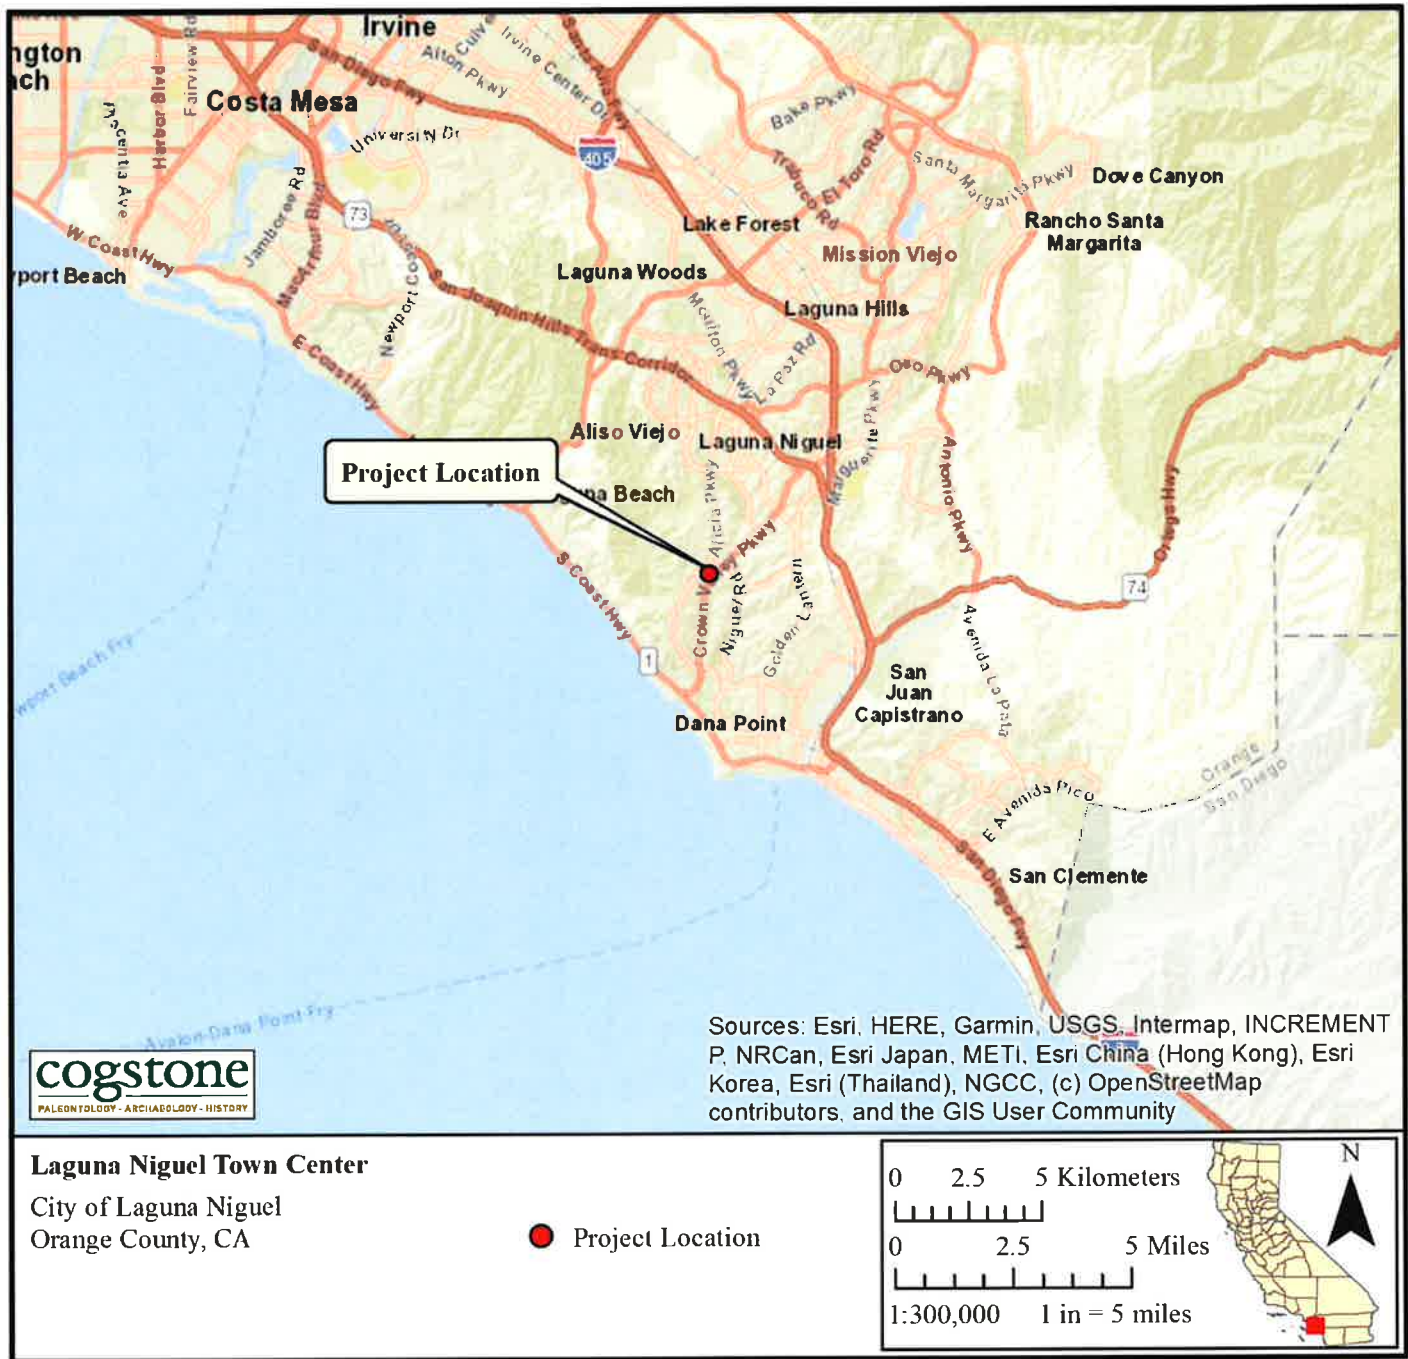 Irvine
ngton
ach
Costa Mesa
Harbor Blvd
Fairview Rd
San Diego Fwy
Alton Pkwy
Irvine Center Dr
Santa Ana Fwy
University Dr
405
Bake Pkwy
Trabuco Rd
El Toro Rd
Santa Margarita Pkwy
Dove Canyon
Rancho Santa
Margarita
Jamboree Rd
MacArthur Blvd
73
Newport Coast
W Coast Hwy
port Beach
Lake Forest
Mission Viejo
Laguna Woods
Laguna Hills
San Joaquin Hills Trans Corridor
Moulton Pkwy
La Paz Rd
E Coast Hwy
Oso Pkwy
Marguerite Pkwy
Aliso Viejo
Laguna Niguel
Project Location
una Beach
Alicia Pkwy
Antonio Pkwy
Ortega Hwy
Crown V ey Pkwy
Niguel Rd
Golden Lantern
S Coast Hwy
74
1
Avenida La Pata
San
Juan
Capistrano
Dana Point
wport Beach Fry
Orange
San Diego
E Avenida Pico
San Diego Fwy
San Clemente
Avalon-Dana Point Fry
Sources: Esri, HERE, Garmin, USGS, Intermap, INCREMENT
P, NRCan, Esri Japan, METI, Esri China (Hong Kong), Esri
Korea, Esri (Thailand), NGCC, (c) OpenStreetMap
contributors, and the GIS User Community
cogstone
PALEONTOLOGY - ARCHAEOLOGY - HISTORY
Laguna Niguel Town Center
City of Laguna Niguel
Orange County, CA
Project Location
0 2.5 5 Kilometers
0 2.5 5 Miles
1:300,000 1 in = 5 miles
N